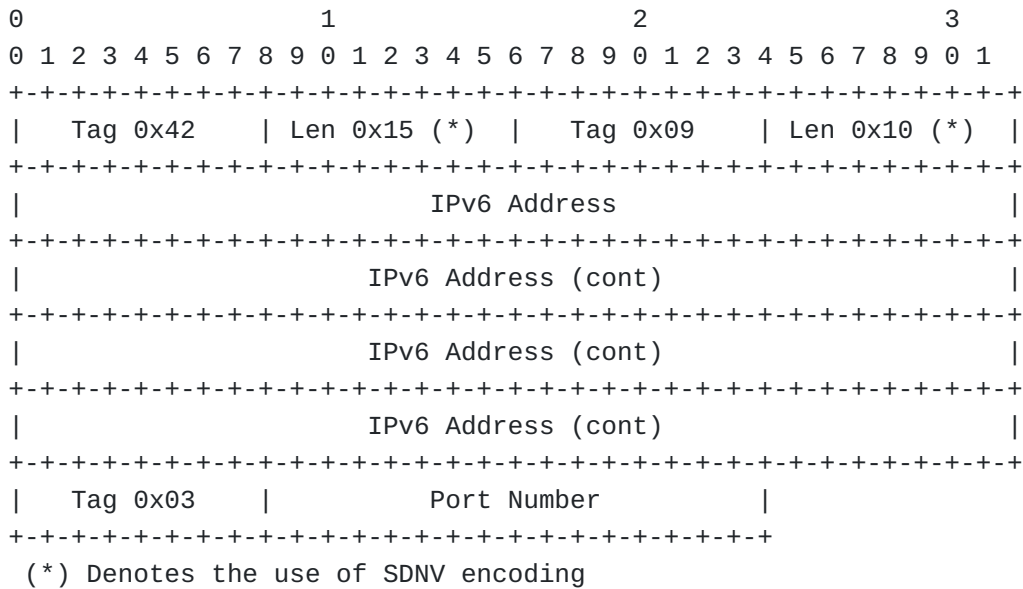 0                   1                   2                   3
0 1 2 3 4 5 6 7 8 9 0 1 2 3 4 5 6 7 8 9 0 1 2 3 4 5 6 7 8 9 0 1
+-+-+-+-+-+-+-+-+-+-+-+-+-+-+-+-+-+-+-+-+-+-+-+-+-+-+-+-+-+-+-+-+
|   Tag 0x42    | Len 0x15 (*)  |   Tag 0x09    | Len 0x10 (*)  |
+-+-+-+-+-+-+-+-+-+-+-+-+-+-+-+-+-+-+-+-+-+-+-+-+-+-+-+-+-+-+-+-+
|                          IPv6 Address                         |
+-+-+-+-+-+-+-+-+-+-+-+-+-+-+-+-+-+-+-+-+-+-+-+-+-+-+-+-+-+-+-+-+
|                      IPv6 Address (cont)                      |
+-+-+-+-+-+-+-+-+-+-+-+-+-+-+-+-+-+-+-+-+-+-+-+-+-+-+-+-+-+-+-+-+
|                      IPv6 Address (cont)                      |
+-+-+-+-+-+-+-+-+-+-+-+-+-+-+-+-+-+-+-+-+-+-+-+-+-+-+-+-+-+-+-+-+
|                      IPv6 Address (cont)                      |
+-+-+-+-+-+-+-+-+-+-+-+-+-+-+-+-+-+-+-+-+-+-+-+-+-+-+-+-+-+-+-+-+
|   Tag 0x03    |          Port Number          |
+-+-+-+-+-+-+-+-+-+-+-+-+-+-+-+-+-+-+-+-+-+-+-+-+
 (*) Denotes the use of SDNV encoding